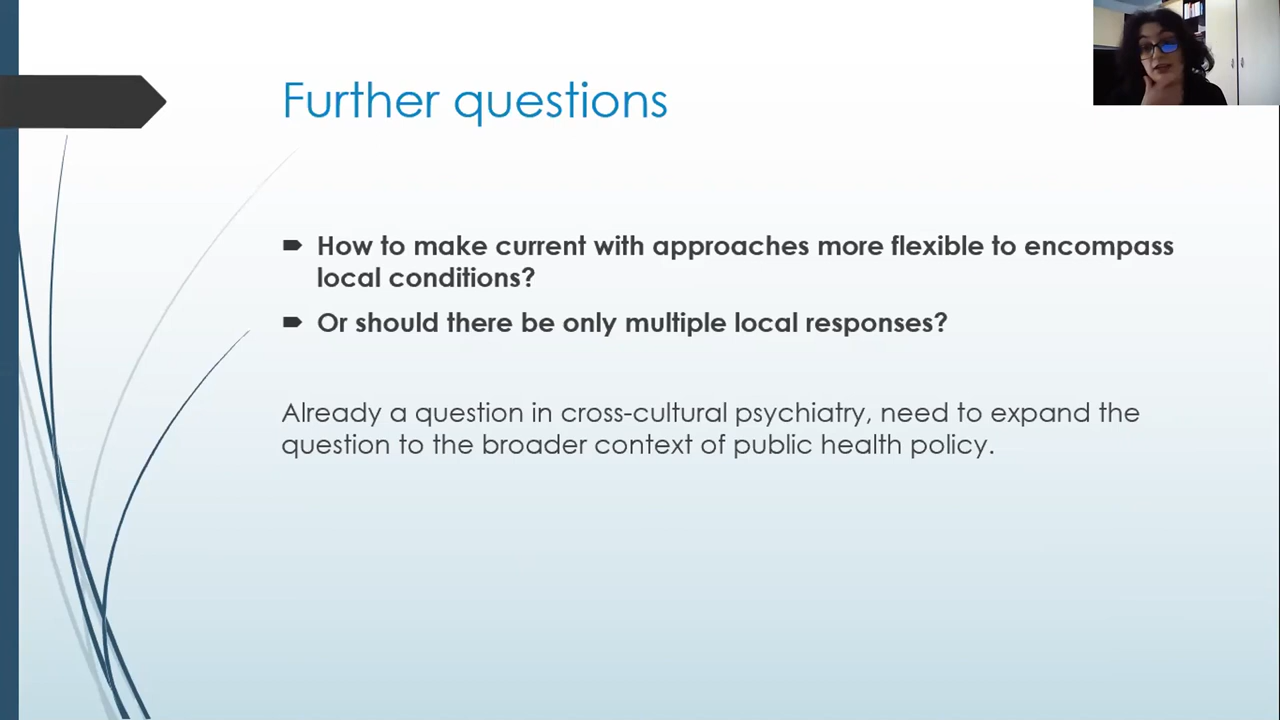 Further questions
How to make current with approaches more flexible to encompass
local conditions?
Or should there be only multiple local responses?
Already a question in cross-cultural psychiatry, need to expand the
question to the broader context of public health policy.